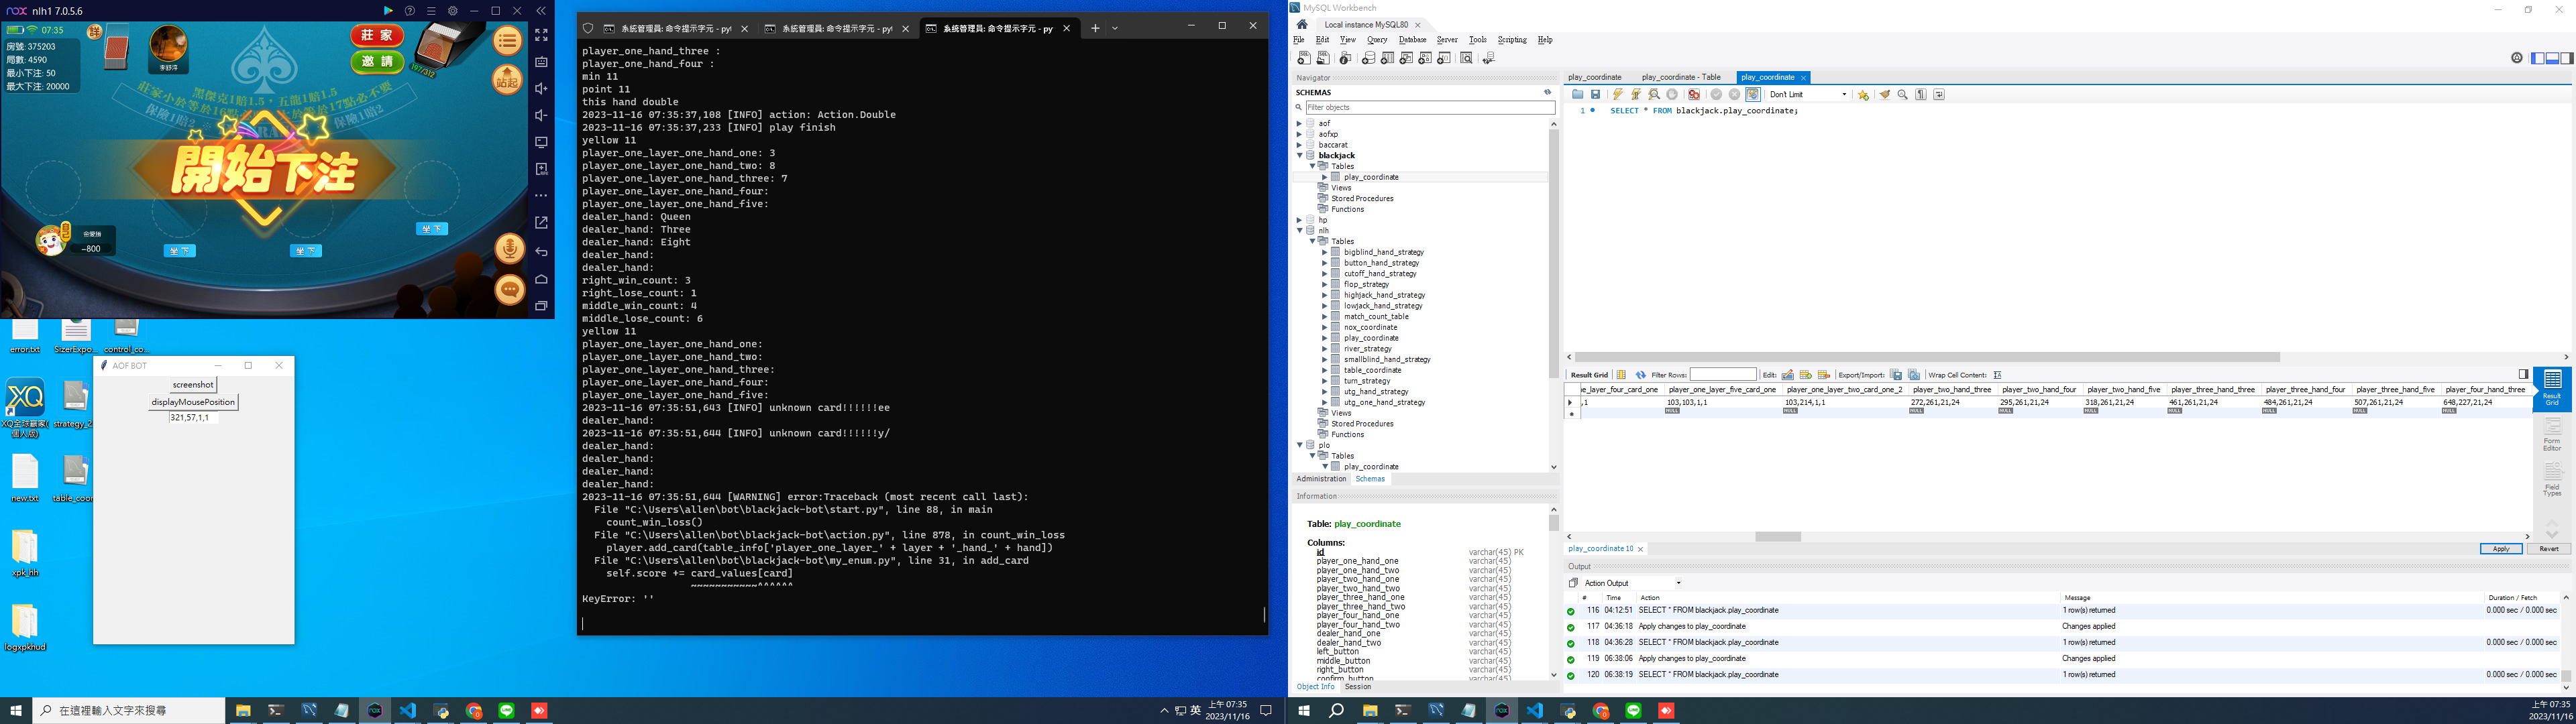 nox nlh1 7.0.5.6
07:35
房號: 375203
局數: 4590
最小下注: 50
最大下注: 20000
莊 家
邀 請
197/312
站起
開始下注
坐 下
坐 下
坐 下
自己
-800
error.txt
SizerExpo...
control_co...
XQ全球贏家(個人版)
strategy_2
new.txt
table_coor
xpk_hh
logxpkhud
AOF BOT
screenshot
displayMousePosition
321,57,1,1
系統管理員: 命令提示字元 - pyt
系統管理員: 命令提示字元 - pyt
系統管理員: 命令提示字元 - py
player_one_hand_three :
player_one_hand_four :
min 11
point 11
this hand double
2023-11-16 07:35:37,108 [INFO] action: Action.Double
2023-11-16 07:35:37,233 [INFO] play finish
yellow 11
player_one_layer_one_hand_one: 3
player_one_layer_one_hand_two: 8
player_one_layer_one_hand_three: 7
player_one_layer_one_hand_four:
player_one_layer_one_hand_five:
dealer_hand: Queen
dealer_hand: Three
dealer_hand: Eight
dealer_hand:
dealer_hand:
right_win_count: 3
right_lose_count: 1
middle_win_count: 4
middle_lose_count: 6
yellow 11
player_one_layer_one_hand_one:
player_one_layer_one_hand_two:
player_one_layer_one_hand_three:
player_one_layer_one_hand_four:
player_one_layer_one_hand_five:
2023-11-16 07:35:51,643 [INFO] unknown card!!!!!!ee
dealer_hand:
2023-11-16 07:35:51,644 [INFO] unknown card!!!!!!y/
dealer_hand:
dealer_hand:
dealer_hand:
dealer_hand:
2023-11-16 07:35:51,644 [WARNING] error:Traceback (most recent call last):
File "C:\Users\allen\bot\blackjack-bot\start.py", line 88, in main
count_win_loss()
File "C:\Users\allen\bot\blackjack-bot\action.py", line 878, in count_win_loss
player.add_card(table_info['player_one_layer_' + layer + '_hand_' + hand])
File "C:\Users\allen\bot\blackjack-bot\my_enum.py", line 31, in add_card
self.score += card_values[card]
~~~~~~~~~~~^^^^^^
KeyError: ''
在這裡輸入文字來搜尋
英
上午 07:35
2023/11/16
MySQL Workbench
Local instance MySQL80
File Edit View Query Database Server Tools Scripting Help
Navigator
SCHEMAS
Filter objects
aof
aofxp
baccarat
blackjack
Tables
play_coordinate
Views
Stored Procedures
Functions
hp
nlh
Tables
bigblind_hand_strategy
button_hand_strategy
cutoff_hand_strategy
flop_strategy
highjack_hand_strategy
lowjack_hand_strategy
match_count_table
nox_coordinate
play_coordinate
river_strategy
smallblind_hand_strategy
table_coordinate
turn_strategy
utg_hand_strategy
utg_one_hand_strategy
Views
Stored Procedures
Functions
plo
Tables
play_coordinate
Administration Schemas
Information
Table: play_coordinate
Columns:
id varchar(45) PK
player_one_hand_one varchar(45)
player_one_hand_two varchar(45)
player_two_hand_one varchar(45)
player_two_hand_two varchar(45)
player_three_hand_one varchar(45)
player_three_hand_two varchar(45)
player_four_hand_one varchar(45)
player_four_hand_two varchar(45)
dealer_hand_one varchar(45)
dealer_hand_two varchar(45)
left_button varchar(45)
middle_button varchar(45)
right_button varchar(45)
confirm_button varchar(45)
Object Info Session
play_coordinate play_coordinate - Table play_coordinate
Don't Limit
1 SELECT * FROM blackjack.play_coordinate;
Result Grid Filter Rows: Edit: Export/Import: Wrap Cell Content:
ne_layer_four_card_one player_one_layer_five_card_one player_one_layer_two_card_one_2 player_two_hand_three player_two_hand_four player_two_hand_five player_three_hand_three player_three_hand_four player_three_hand_five player_four_hand_three
,1 103,103,1,1 103,214,1,1 272,261,21,24 295,261,21,24 318,261,21,24 461,261,21,24 484,261,21,24 507,261,21,24 648,227,21,24
NULL NULL NULL NULL NULL NULL NULL NULL NULL
Result Grid
Form Editor
Field Types
play_coordinate 10
Apply Revert
Output
Action Output
# Time Action Message Duration / Fetch
116 04:12:51 SELECT * FROM blackjack.play_coordinate 1 row(s) returned 0.000 sec / 0.000 sec
117 04:36:18 Apply changes to play_coordinate Changes applied
118 04:36:28 SELECT * FROM blackjack.play_coordinate 1 row(s) returned 0.000 sec / 0.000 sec
119 06:38:06 Apply changes to play_coordinate Changes applied
120 06:38:19 SELECT * FROM blackjack.play_coordinate 1 row(s) returned 0.000 sec / 0.000 sec
上午 07:35
2023/11/16